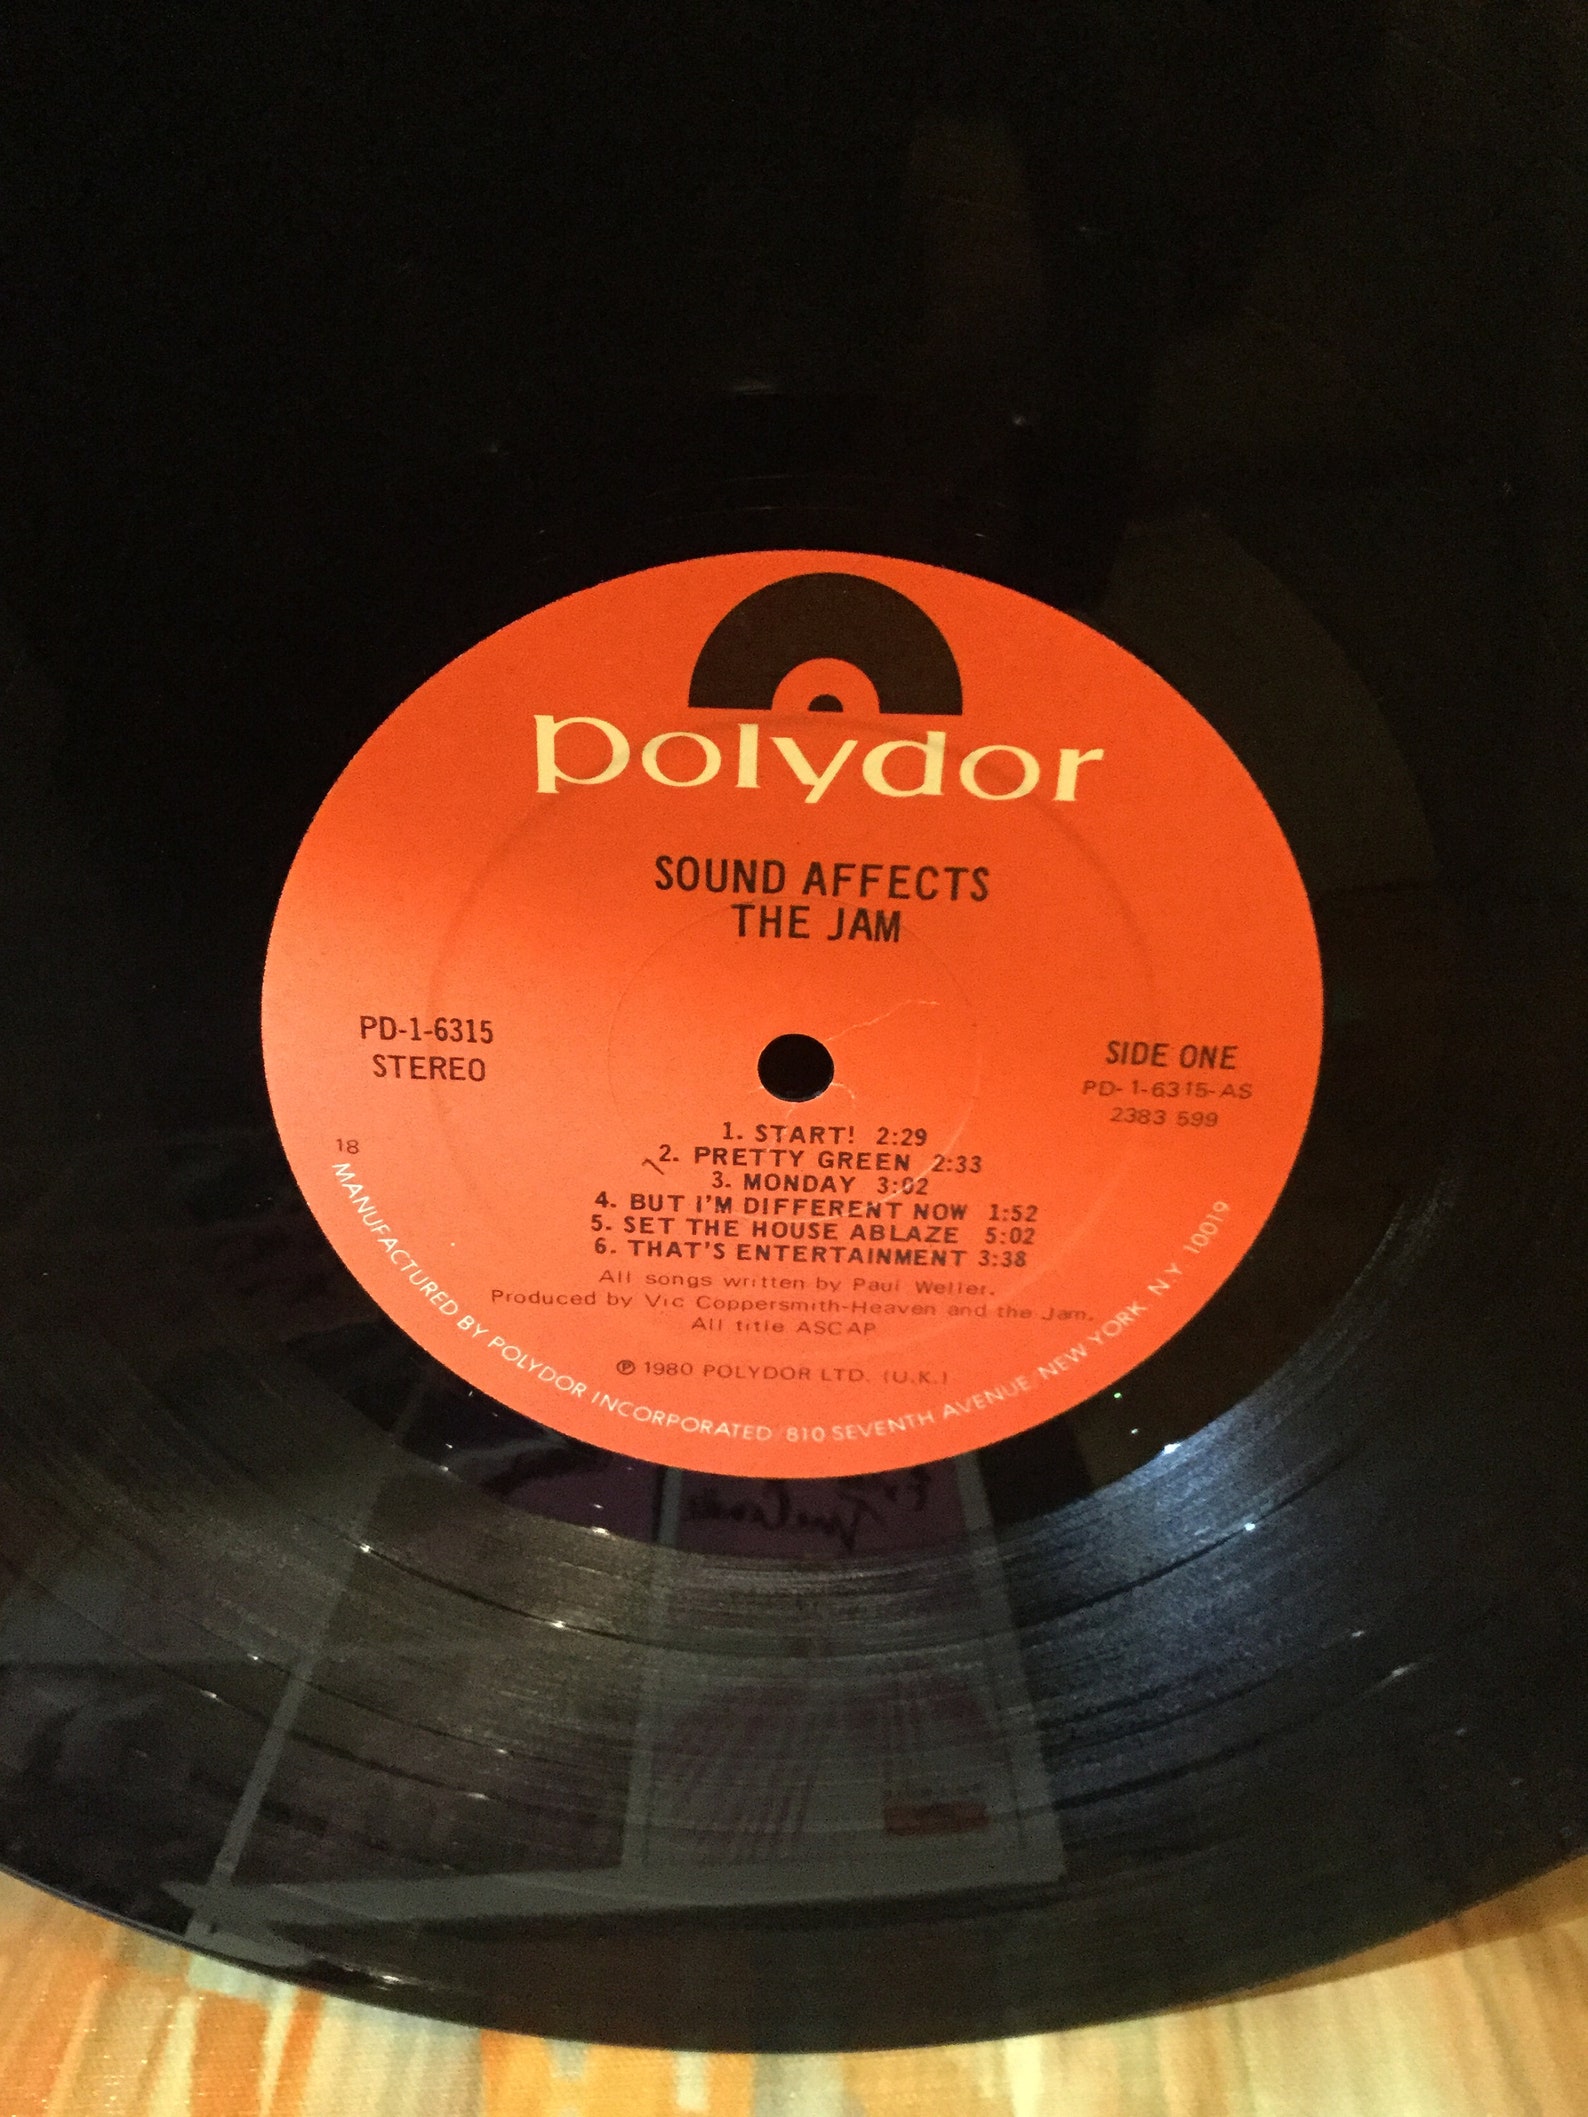 polydor
SOUND AFFECTS
THE JAM
PD-1-6315
STEREO
SIDE ONE
PD-1-6315-AS
2383 599
18
1. START! 2:29
2. PRETTY GREEN 2:33
3. MONDAY 3:02
4. BUT I'M DIFFERENT NOW 1:52
5. SET THE HOUSE ABLAZE 5:02
6. THAT'S ENTERTAINMENT 3:38
All songs written by Paul Weller.
Produced by Vic Coppersmith-Heaven and the Jam.
All title ASCAP
℗ 1980 POLYDOR LTD. (U.K.)
MANUFACTURED BY POLYDOR INCORPORATED/810 SEVENTH AVENUE/NEW YORK, N.Y. 10019